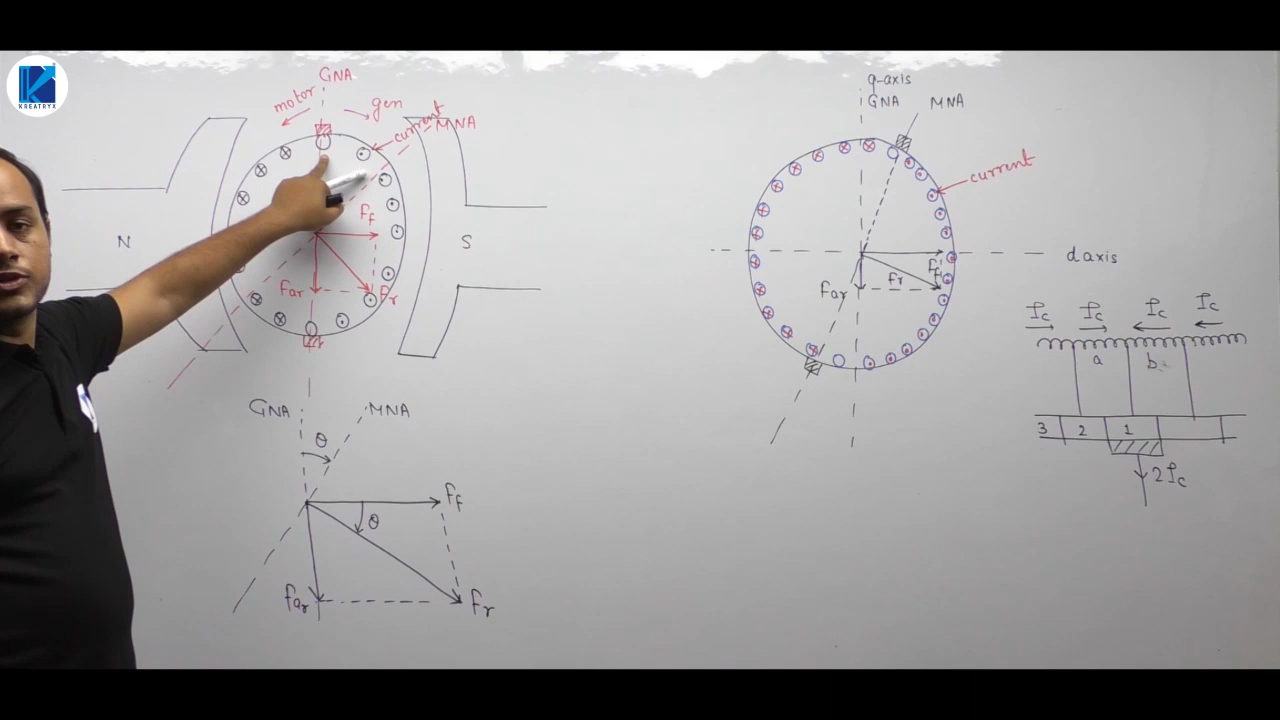 KREATRYX
GNA
motor
gen
current
MNA
N
S
Ff
Far
Fr
GNA
MNA
θ
Ff
θ
Far
Fr
q-axis
GNA
MNA
current
d axis
Ff
Fr
Far
Ic
Ic
Ic
Ic
a
b
3
2
1
2Ic